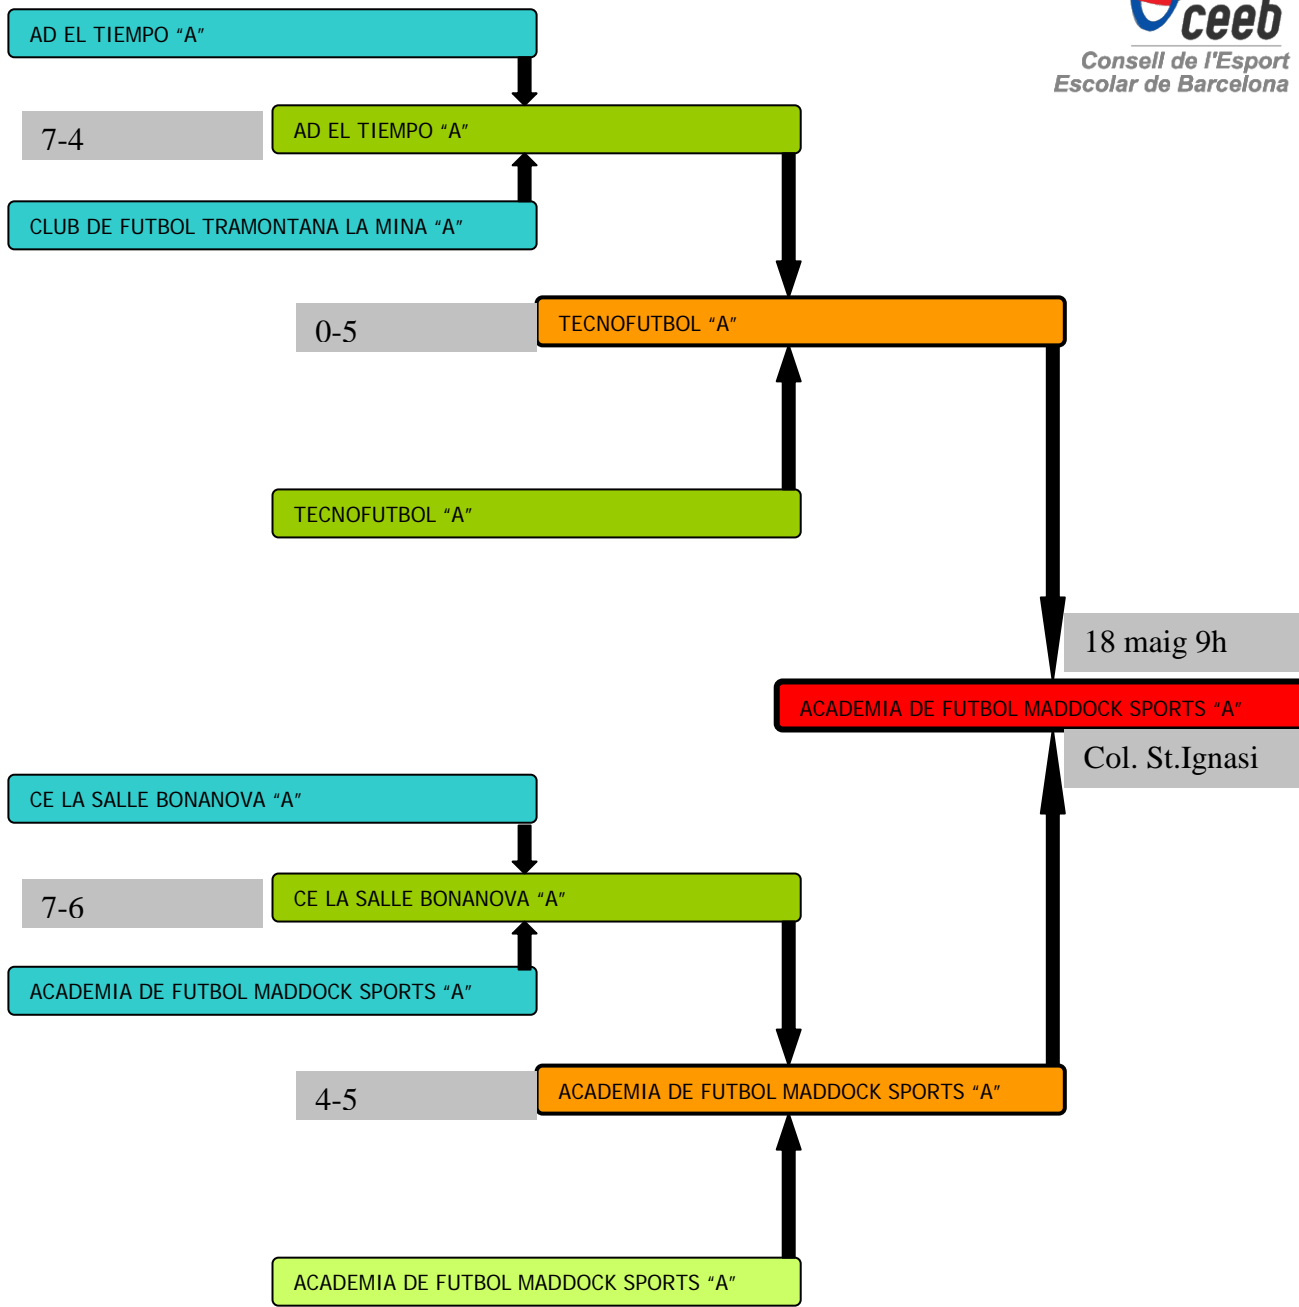 ceeb
Consell de l'Esport
Escolar de Barcelona
AD EL TIEMPO “A”
7-4
AD EL TIEMPO “A”
CLUB DE FUTBOL TRAMONTANA LA MINA “A”
0-5
TECNOFUTBOL “A”
TECNOFUTBOL “A”
18 maig 9h
ACADEMIA DE FUTBOL MADDOCK SPORTS “A”
Col. St.Ignasi
CE LA SALLE BONANOVA “A”
7-6
CE LA SALLE BONANOVA “A”
ACADEMIA DE FUTBOL MADDOCK SPORTS “A”
4-5
ACADEMIA DE FUTBOL MADDOCK SPORTS “A”
ACADEMIA DE FUTBOL MADDOCK SPORTS “A”